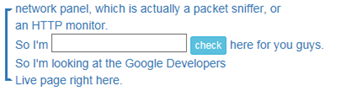 network panel, which is actually a packet sniffer, or
an HTTP monitor.
So I'm check here for you guys.
So I'm looking at the Google Developers
Live page right here.